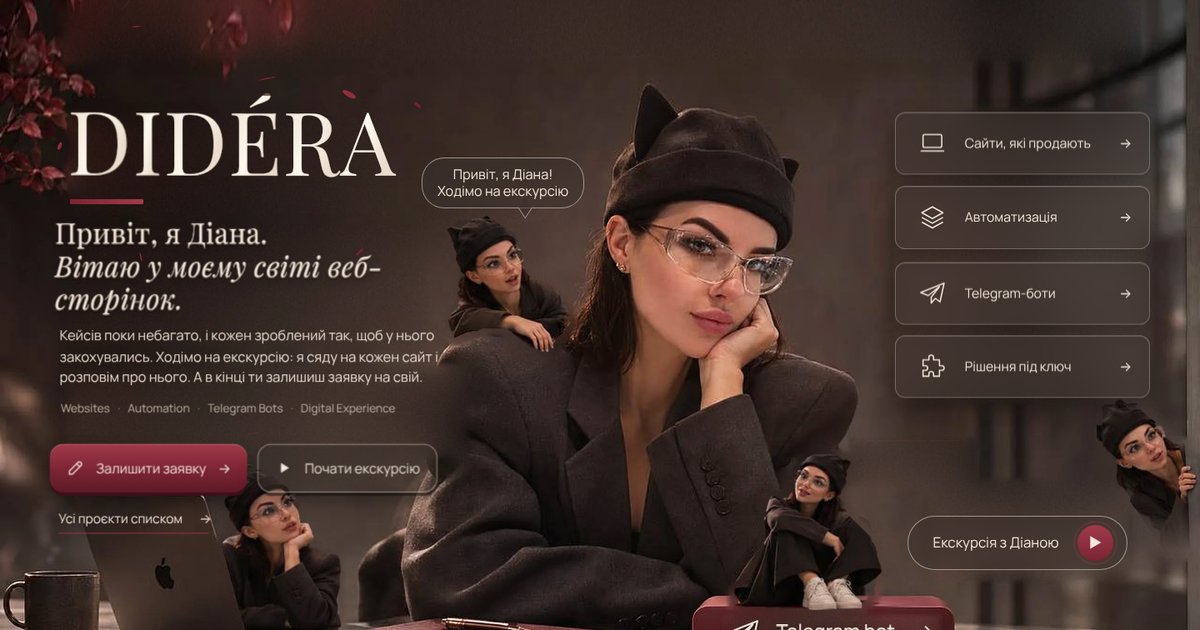 DIDÉRA
Привіт, я Діана!
Ходімо на екскурсію
Привіт, я Діана.
Вітаю у моєму світі веб-
сторінок.
Кейсів поки небагато, і кожен зроблений так, щоб у нього
закохувались. Ходімо на екскурсію: я сяду на кожен сайт і
розповім про нього. А в кінці ти залишиш заявку на свій.
Websites · Automation · Telegram Bots · Digital Experience
Залишити заявку →
Почати екскурсію
Усі проєкти списком →
Сайти, які продають →
Автоматизація →
Telegram-боти →
Рішення під ключ →
Екскурсія з Діаною
Telegram bot